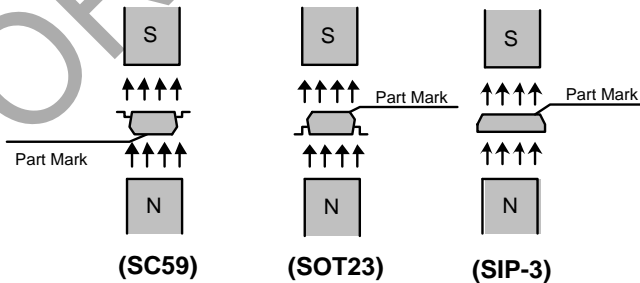 S
S
S
Part Mark
Part Mark
Part Mark
N
N
N
(SC59)
(SOT23)
(SIP-3)